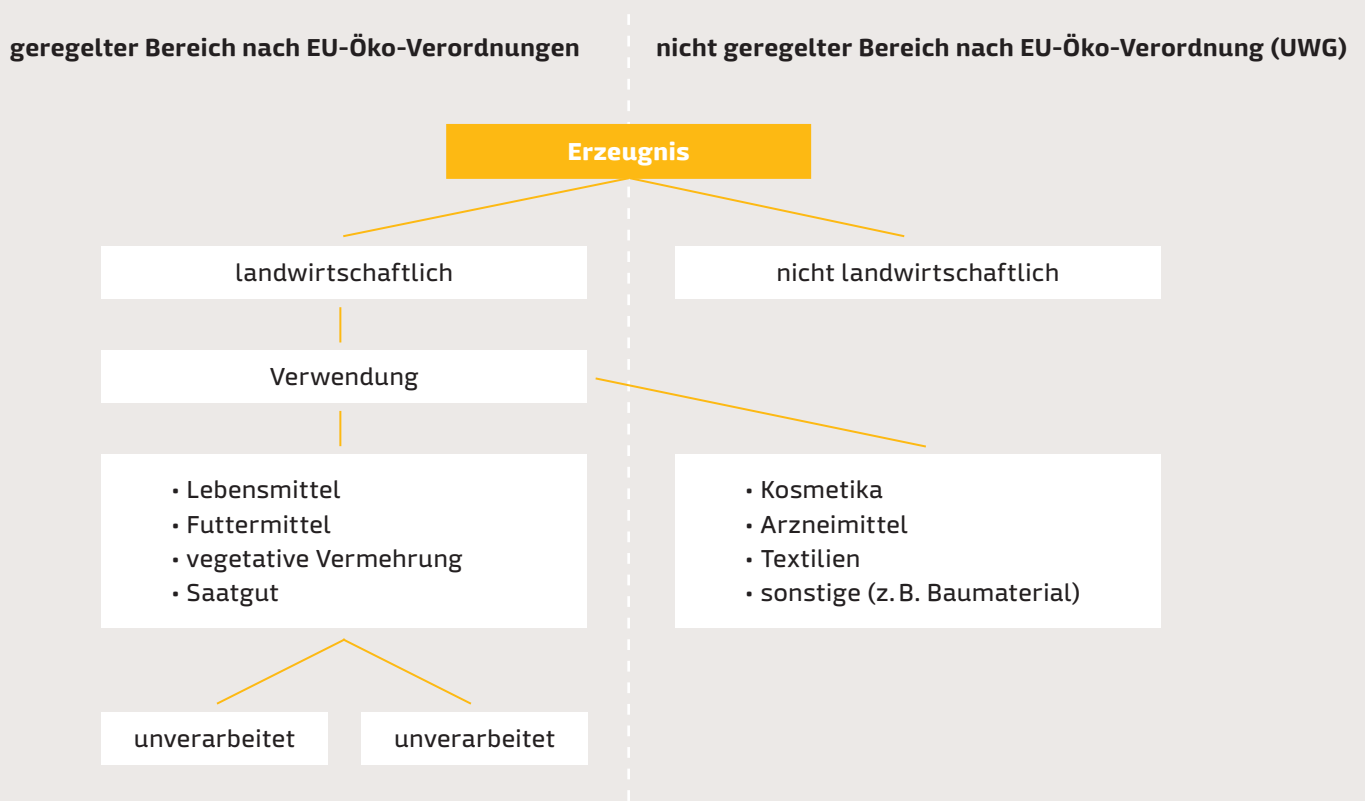 geregelter Bereich nach EU-Öko-Verordnungen
nicht geregelter Bereich nach EU-Öko-Verordnung (UWG)
Erzeugnis
landwirtschaftlich
nicht landwirtschaftlich
Verwendung
• Lebensmittel
• Futtermittel
• vegetative Vermehrung
• Saatgut
• Kosmetika
• Arzneimittel
• Textilien
• sonstige (z. B. Baumaterial)
unverarbeitet
unverarbeitet